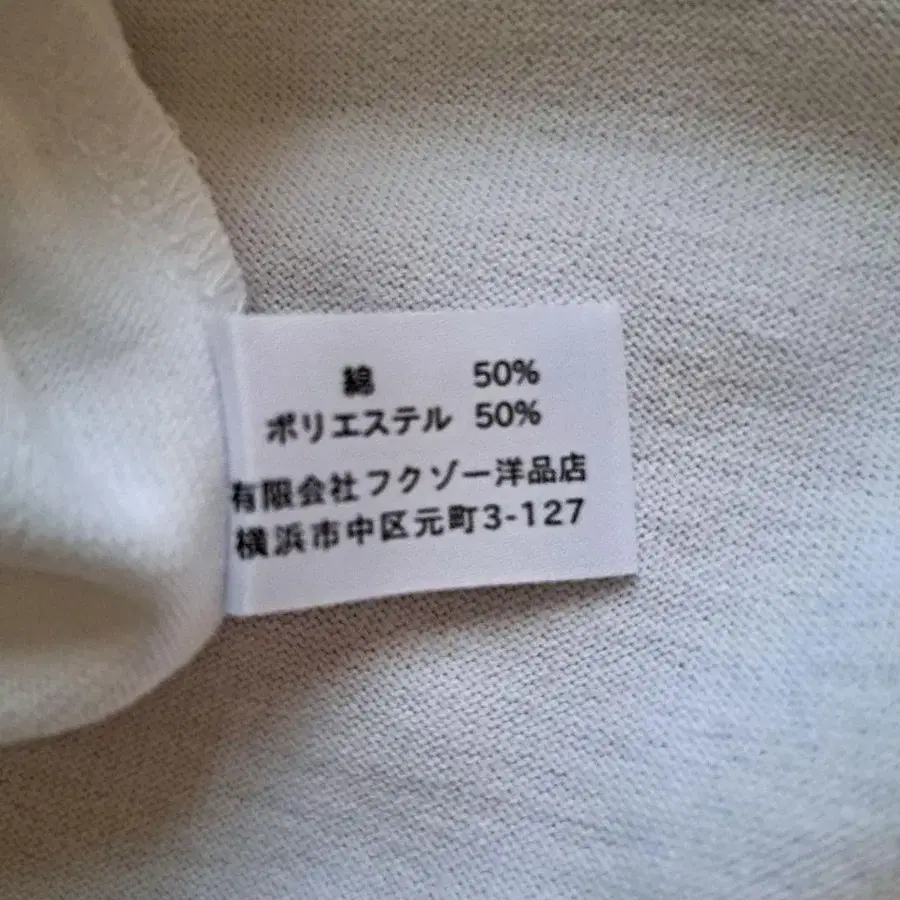 綿 50%
ポリエステル 50%
有限会社フクゾー洋品店
横浜市中区元町3-127